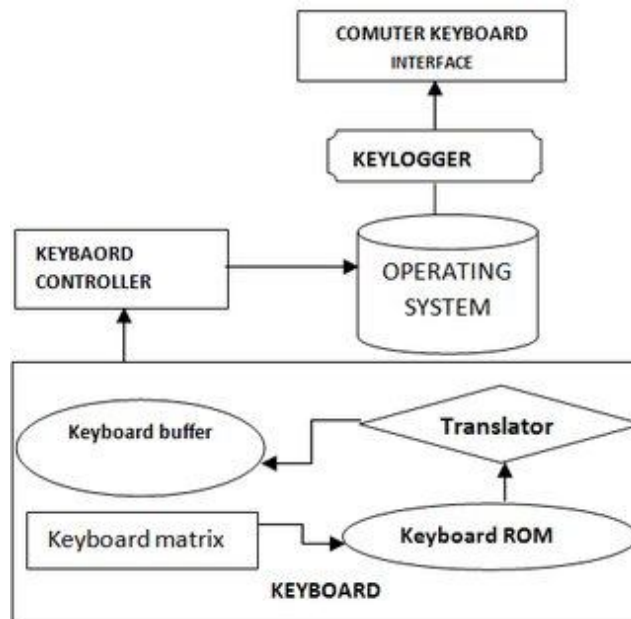 COMUTER KEYBOARD
INTERFACE
KEYLOGGER
KEYBAORD
CONTROLLER
OPERATING
SYSTEM
Keyboard buffer
Translator
Keyboard matrix
Keyboard ROM
KEYBOARD